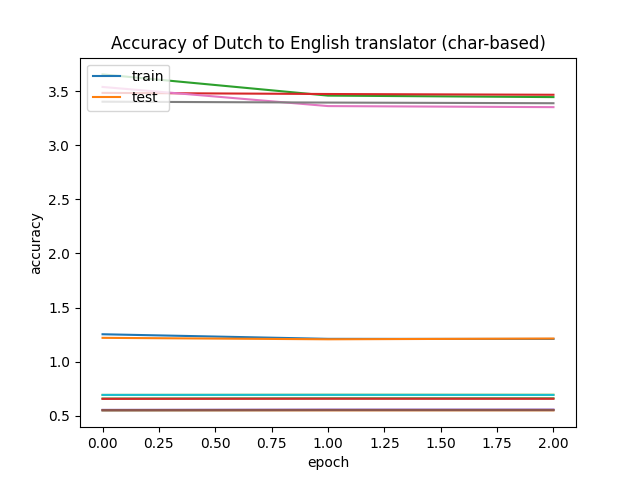 Accuracy of Dutch to English translator (char-based)
train
test
3.5
3.0
2.5
2.0
1.5
1.0
0.5
accuracy
0.00 0.25 0.50 0.75 1.00 1.25 1.50 1.75 2.00
epoch